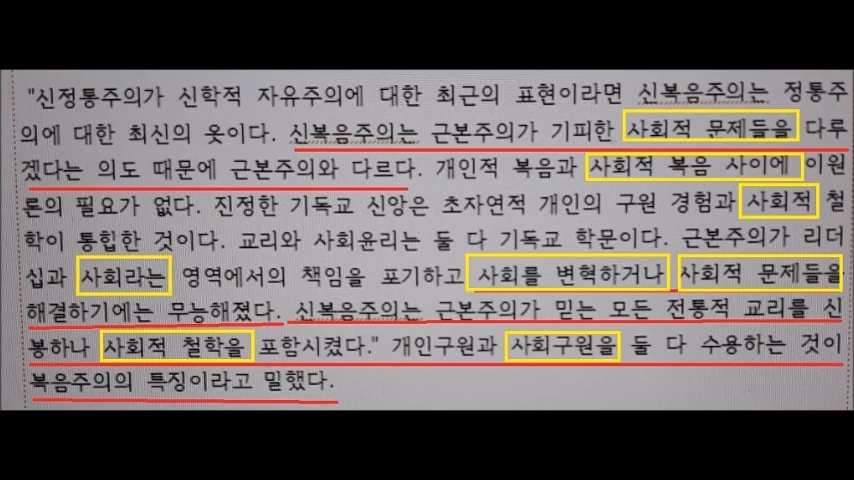 "신정통주의가 신학적 자유주의에 대한 최근의 표현이라면 신복음주의는 정통주
의에 대한 최신의 옷이다. 신복음주의는 근본주의가 기피한 사회적 문제들을 다루
겠다는 의도 때문에 근본주의와 다르다. 개인적 복음과 사회적 복음 사이에 이원
론의 필요가 없다. 진정한 기독교 신앙은 초자연적 개인의 구원 경험과 사회적 철
학이 통힙한 것이다. 교리와 사회윤리는 둘 다 기독교 학문이다. 근본주의가 리더
십과 사회라는 영역에서의 책임을 포기하고 사회를 변혁하거나 사회적 문제들을
해결하기에는 무능해졌다. 신복음주의는 근본주의가 믿는 모든 전통적 교리를 신
봉하나 사회적 철학을 포함시켰다." 개인구원과 사회구원을 둘 다 수용하는 것이
복음주의의 특징이라고 밀했다.